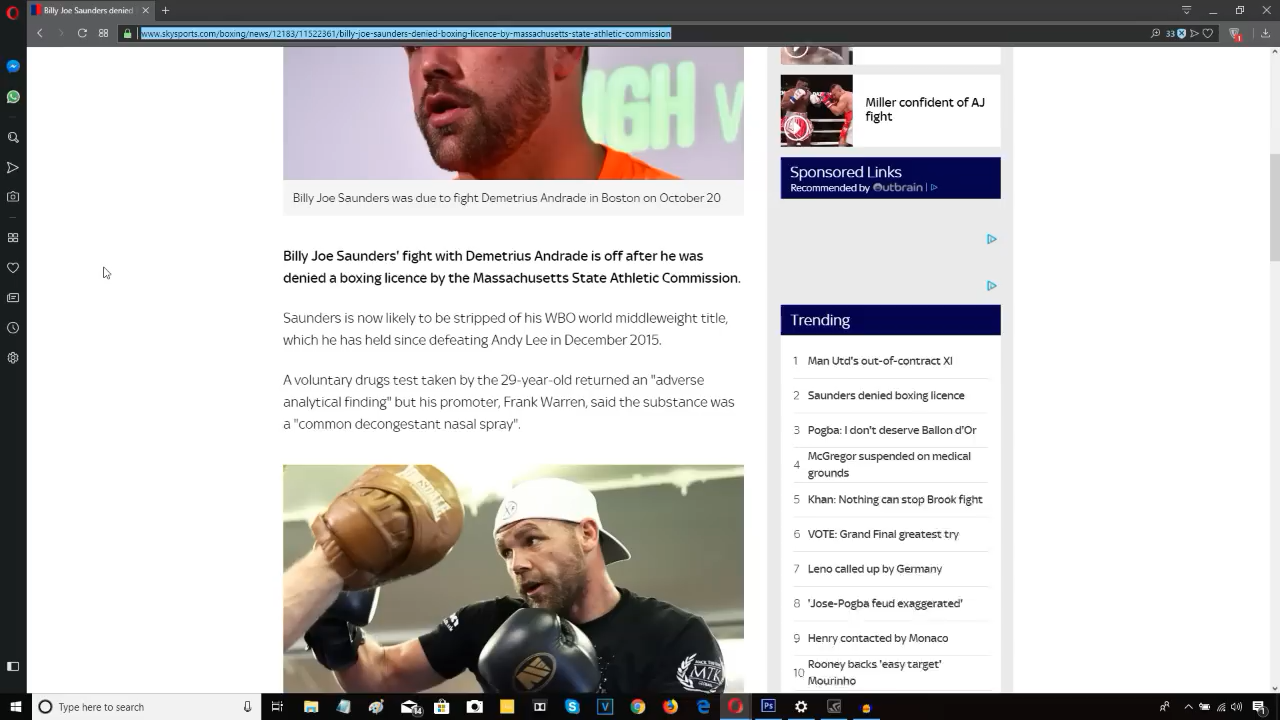 Billy Joe Saunders denied
www.skysports.com/boxing/news/12183/11522361/billy-joe-saunders-denied-boxing-licence-by-massachusetts-state-athletic-commission
33
1
UGH V
Miller confident of AJ
fight
Sponsored Links
Recommended by Outbrain
Billy Joe Saunders was due to fight Demetrius Andrade in Boston on October 20
Billy Joe Saunders' fight with Demetrius Andrade is off after he was
denied a boxing licence by the Massachusetts State Athletic Commission.
Saunders is now likely to be stripped of his WBO world middleweight title,
which he has held since defeating Andy Lee in December 2015.
A voluntary drugs test taken by the 29-year-old returned an "adverse
analytical finding" but his promoter, Frank Warren, said the substance was
a "common decongestant nasal spray".
Trending
1 Man Utd's out-of-contract XI
2 Saunders denied boxing licence
3 Pogba: I don't deserve Ballon d'Or
4 McGregor suspended on medical
grounds
5 Khan: Nothing can stop Brook fight
6 VOTE: Grand Final greatest try
7 Leno called up by Germany
8 'Jose-Pogba feud exaggerated'
9 Henry contacted by Monaco
10 Rooney backs 'easy target'
Mourinho
MTK
Type here to search
14
Ps